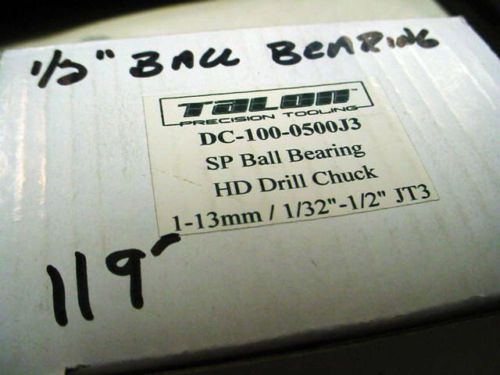 1/2" BALL BEARING
TALON™
PRECISION TOOLING
DC-100-0500J3
SP Ball Bearing
HD Drill Chuck
1-13mm / 1/32"-1/2" JT3
119-